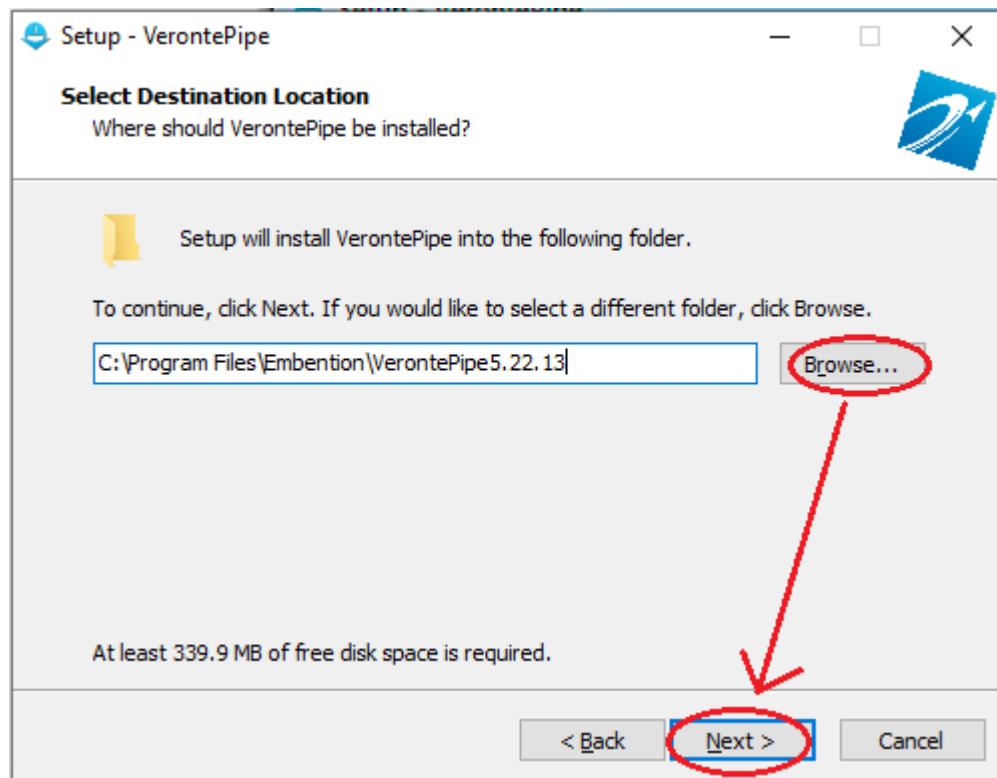 Setup - VerontePipe
Select Destination Location
Where should VerontePipe be installed?
Setup will install VerontePipe into the following folder.
To continue, click Next. If you would like to select a different folder, click Browse.
C:\Program Files\Embention\VerontePipe5.22.13
Browse...
At least 339.9 MB of free disk space is required.
< Back
Next >
Cancel